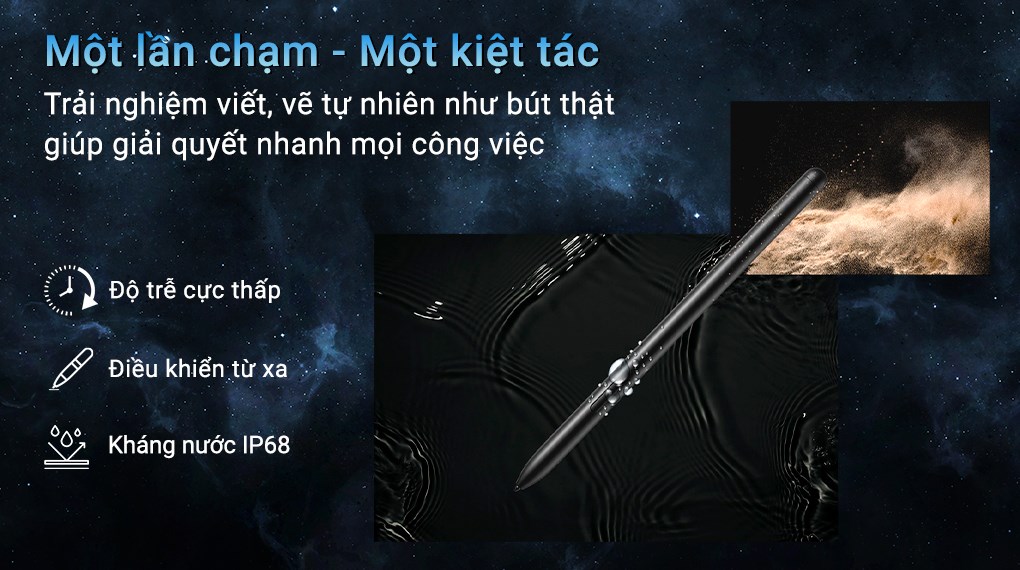 Một lần chạm - Một kiệt tác
Trải nghiệm viết, vẽ tự nhiên như bút thật
giúp giải quyết nhanh mọi công việc
Độ trễ cực thấp
Điều khiển từ xa
Kháng nước IP68